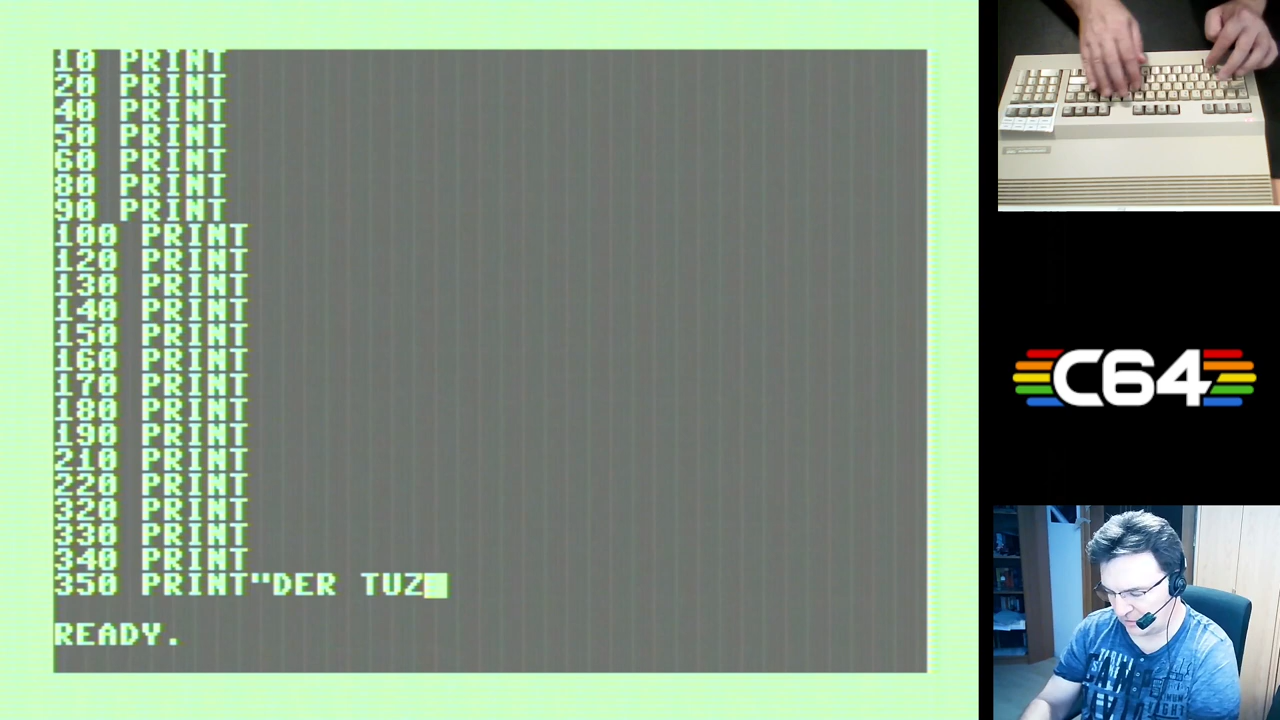 10 PRINT
20 PRINT
40 PRINT
50 PRINT
60 PRINT
80 PRINT
90 PRINT
100 PRINT
120 PRINT
130 PRINT
140 PRINT
150 PRINT
160 PRINT
170 PRINT
180 PRINT
190 PRINT
210 PRINT
220 PRINT
320 PRINT
330 PRINT
340 PRINT
350 PRINT"DER TUZ
READY.
C64